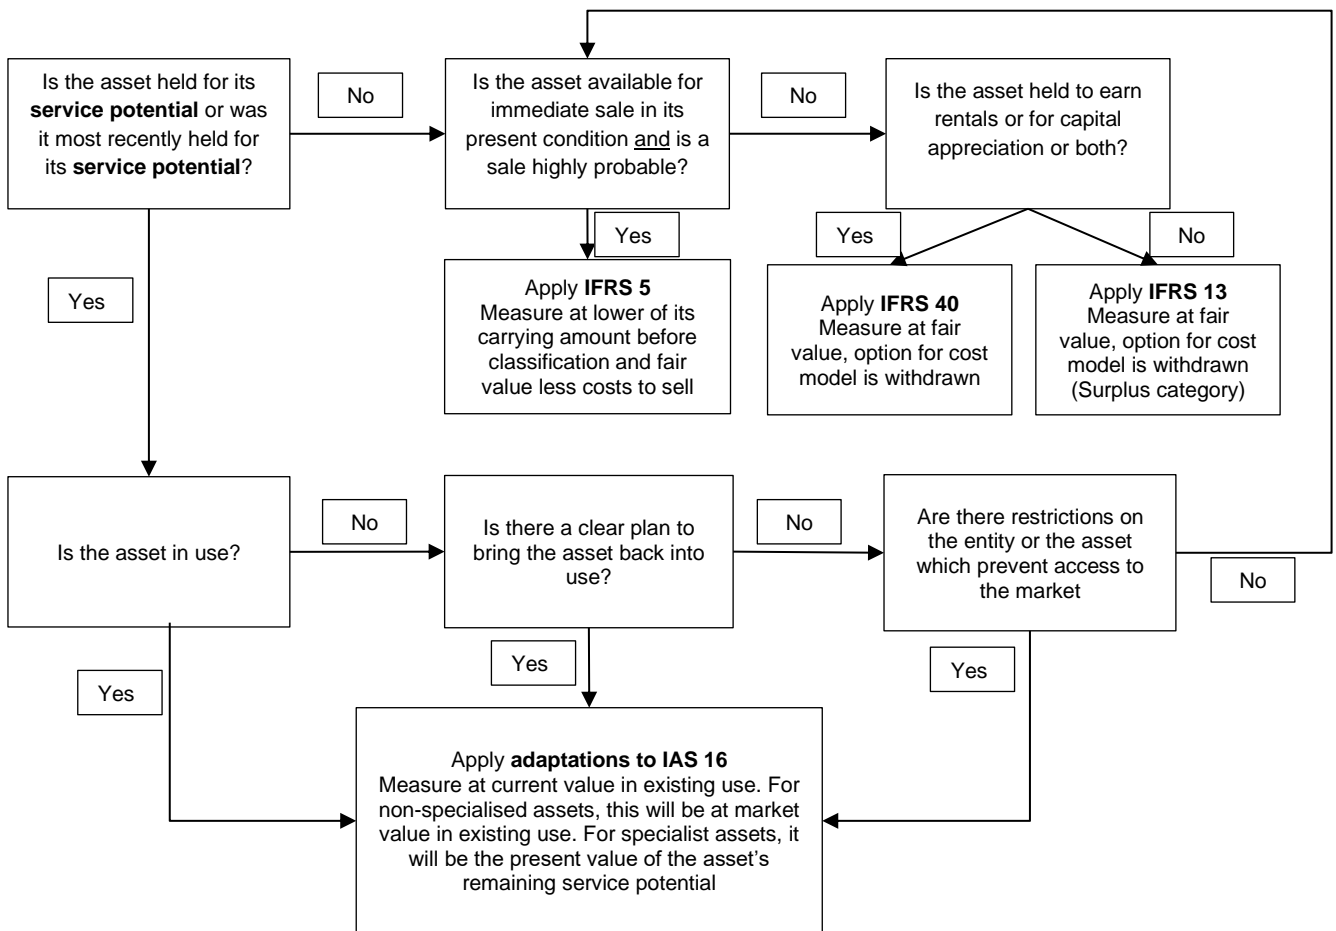 Is the asset held for its
service potential or was
it most recently held for
its service potential?
No
Is the asset available for
immediate sale in its
present condition and is a
sale highly probable?
No
Is the asset held to earn
rentals or for capital
appreciation or both?
Yes
Yes
Yes
No
Apply IFRS 5
Measure at lower of its
carrying amount before
classification and fair
value less costs to sell
Apply IFRS 40
Measure at fair
value, option for cost
model is withdrawn
Apply IFRS 13
Measure at fair
value, option for cost
model is withdrawn
(Surplus category)
Is the asset in use?
No
Is there a clear plan to
bring the asset back into
use?
No
Are there restrictions on
the entity or the asset
which prevent access to
the market
No
Yes
Yes
Yes
Apply adaptations to IAS 16
Measure at current value in existing use. For
non-specialised assets, this will be at market
value in existing use. For specialist assets, it
will be the present value of the asset’s
remaining service potential